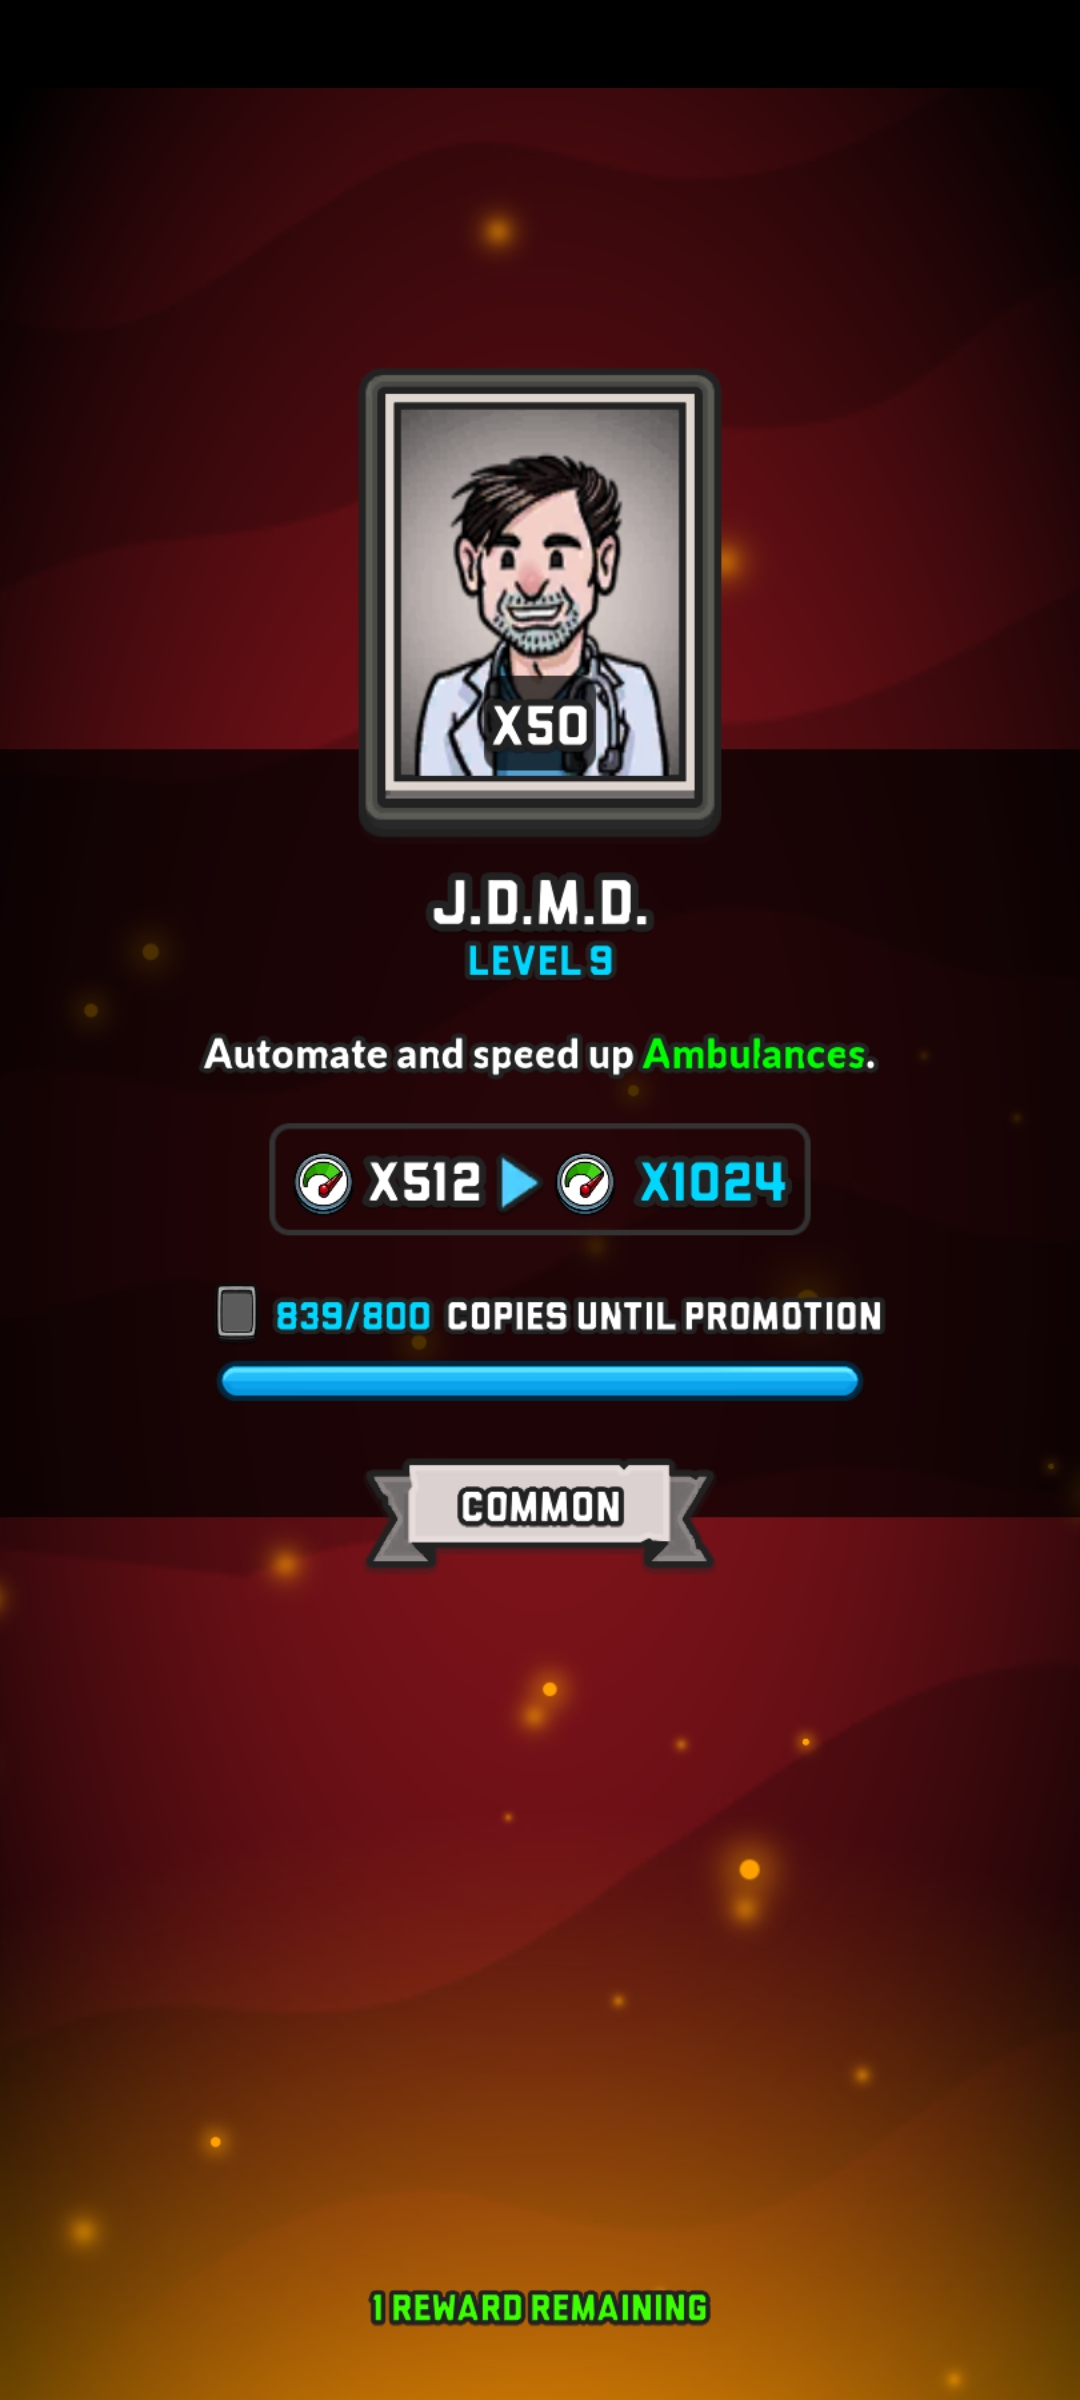 X50
J.D.M.D.
LEVEL 9
Automate and speed up Ambulances.
X512 X1024
839/800 COPIES UNTIL PROMOTION
COMMON
1 REWARD REMAINING